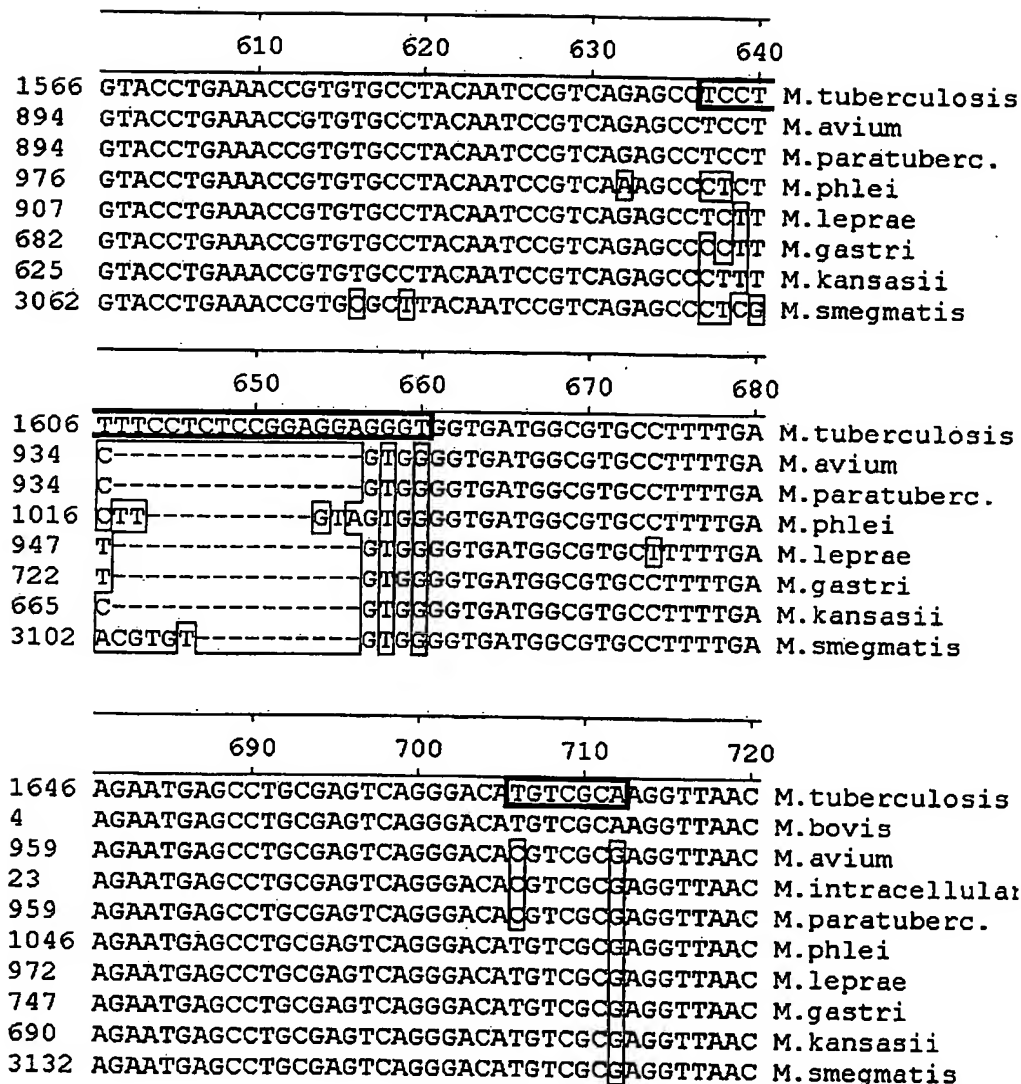 610 620 630 640
1566 GTACCTGAAACCGTGTGCCTACAATCCGTCAGAGCCTCCT M.tuberculosis
894 GTACCTGAAACCGTGTGCCTACAATCCGTCAGAGCCTCCT M.avium
894 GTACCTGAAACCGTGTGCCTACAATCCGTCAGAGCCTCCT M.paratuberc.
976 GTACCTGAAACCGTGTGCCTACAATCCGTCAAAGCCCTCT M.phlei
907 GTACCTGAAACCGTGTGCCTACAATCCGTCAGAGCCTCTT M.leprae
682 GTACCTGAAACCGTGTGCCTACAATCCGTCAGAGCCCCTT M.gastri
625 GTACCTGAAACCGTGTGCCTACAATCCGTCAGAGCCCTTT M.kansasii
3062 GTACCTGAAACCGTGCGCTTACAATCCGTCAGAGCCCTCG M.smegmatis
650 660 670 680
1606 TTTCCTCTCCGGAGGAGGGTGGTGATGGCGTGCCTTTTGA M.tuberculosis
934 C---------------GTGGGGTGATGGCGTGCCTTTTGA M.avium
934 C---------------GTGGGGTGATGGCGTGCCTTTTGA M.paratuberc.
1016 CTT----------GTAGTGGGGTGATGGCGTGCCTTTTGA M.phlei
947 T---------------GTGGGGTGATGGCGTGCTTTTTGA M.leprae
722 T---------------GTGGGGTGATGGCGTGCCTTTTGA M.gastri
665 C---------------GTGGGGTGATGGCGTGCCTTTTGA M.kansasii
3102 ACGTGT----------GTGGGGTGATGGCGTGCCTTTTGA M.smegmatis
690 700 710 720
1646 AGAATGAGCCTGCGAGTCAGGGACATGTCGCAAGGTTAAC M.tuberculosis
4 AGAATGAGCCTGCGAGTCAGGGACATGTCGCAAGGTTAAC M.bovis
959 AGAATGAGCCTGCGAGTCAGGGACACGTCGCGAGGTTAAC M.avium
23 AGAATGAGCCTGCGAGTCAGGGACACGTCGCGAGGTTAAC M.intracellular
959 AGAATGAGCCTGCGAGTCAGGGACACGTCGCGAGGTTAAC M.paratuberc.
1046 AGAATGAGCCTGCGAGTCAGGGACATGTCGCGAGGTTAAC M.phlei
972 AGAATGAGCCTGCGAGTCAGGGACATGTCGCGAGGTTAAC M.leprae
747 AGAATGAGCCTGCGAGTCAGGGACATGTCGCGAGGTTAAC M.gastri
690 AGAATGAGCCTGCGAGTCAGGGACATGTCGCGAGGTTAAC M.kansasii
3132 AGAATGAGCCTGCGAGTCAGGGACATGTCGCGAGGTTAAC M.smegmatis